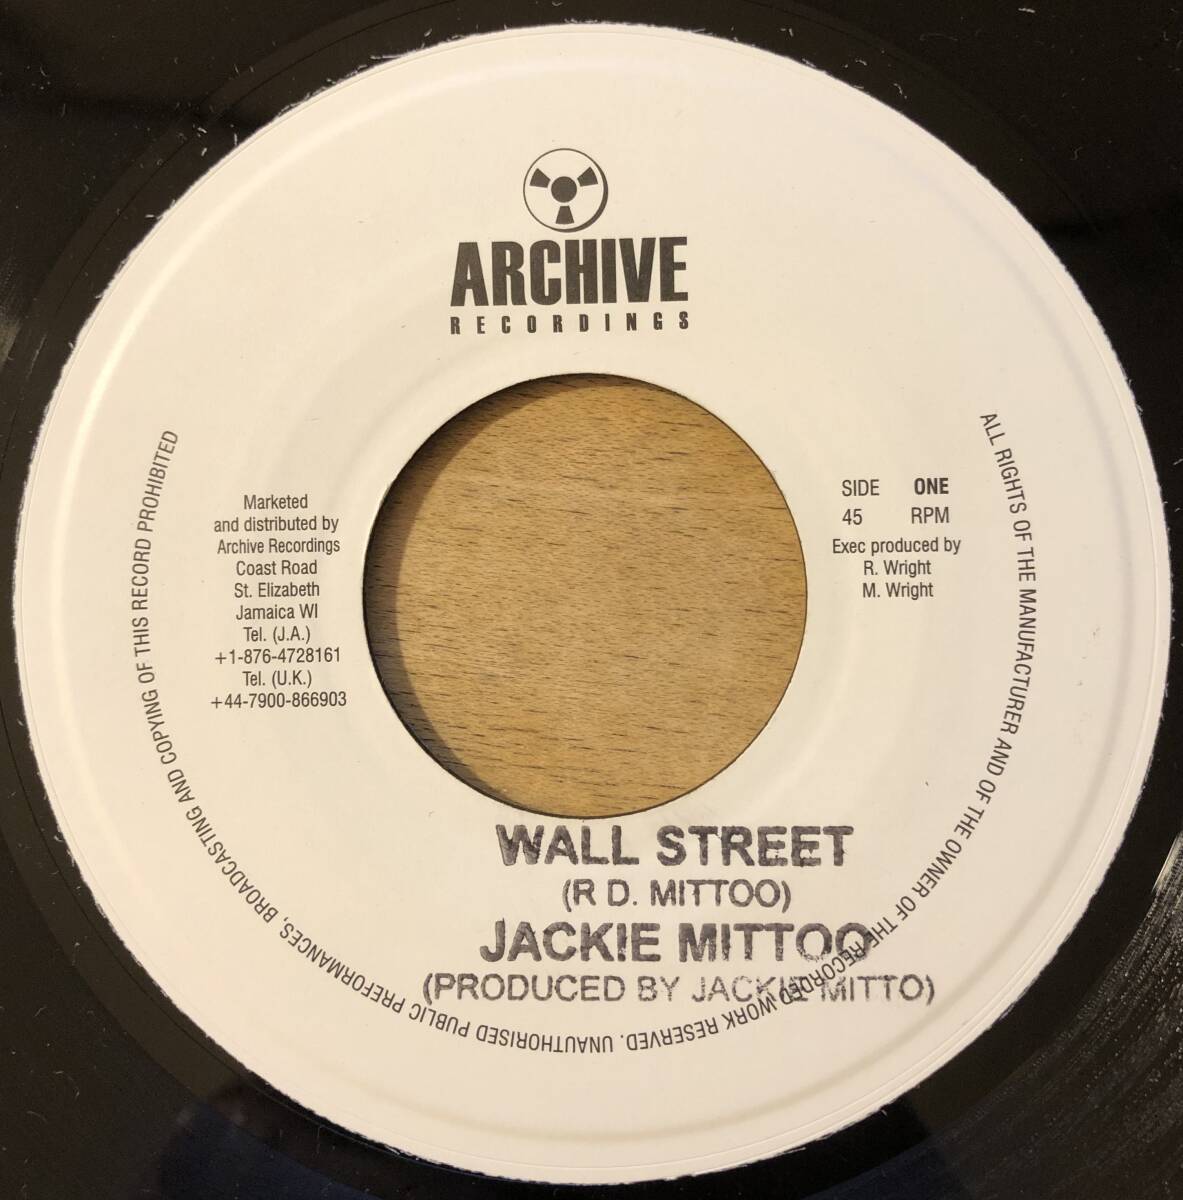 ARCHIVE
RECORDINGS
Marketed
and distributed by
Archive Recordings
Coast Road
St. Elizabeth
Jamaica WI
Tel. (J.A.)
+1-876-4728161
Tel. (U.K.)
+44-7900-866903
SIDE ONE
45 RPM
Exec produced by
R. Wright
M. Wright
WALL STREET
(R D. MITTOO)
JACKIE MITTOO
(PRODUCED BY JACKIE MITTO)
ALL RIGHTS OF THE MANUFACTURER AND OF THE OWNER OF THE RECORDED WORK RESERVED. UNAUTHORISED PUBLIC PREFORMANCES, BROADCASTING AND COPYING OF THIS RECORD PROHIBITED